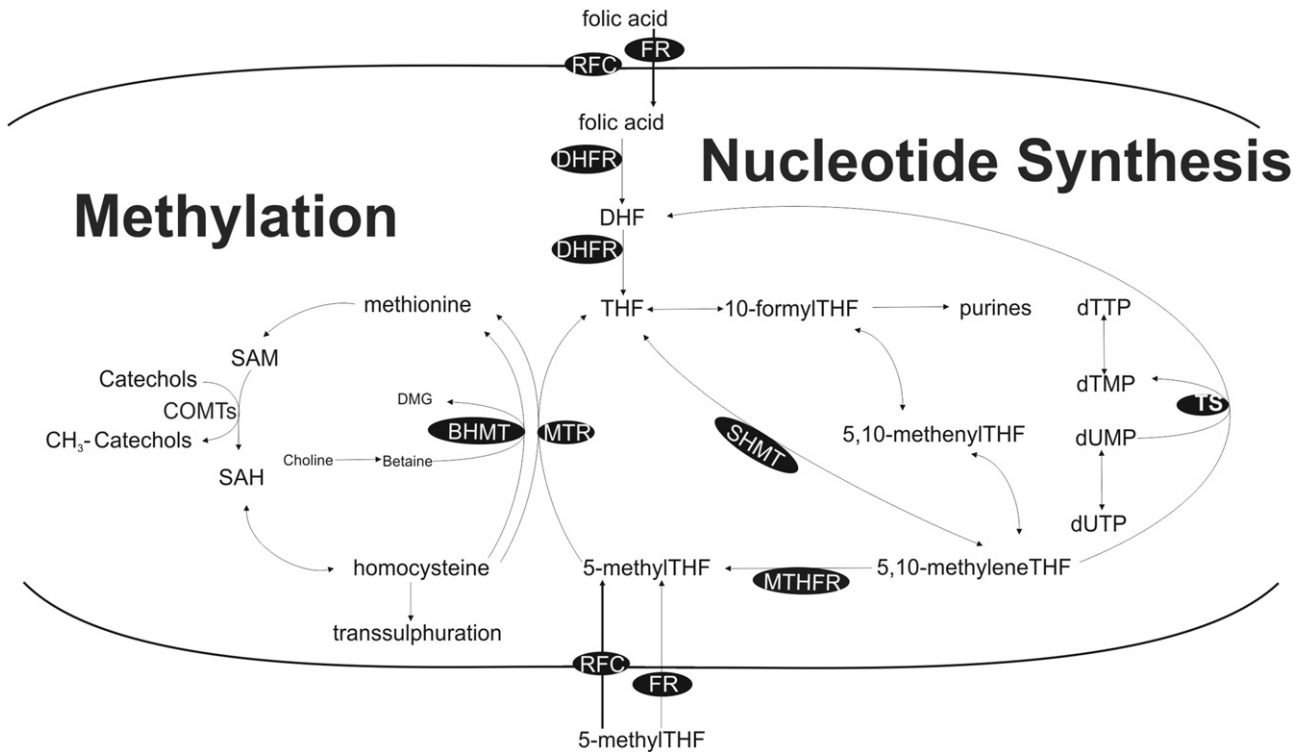 folic acid
FR
RFC
folic acid
DHFR
Nucleotide Synthesis
Methylation
DHF
DHFR
methionine
THF
10-formylTHF
purines
dTTP
SAM
Catechols
dTMP
DMG
TS
COMTs
BHMT
MTR
CH₃- Catechols
SHMT
5,10-methenylTHF
dUMP
Choline
Betaine
SAH
dUTP
homocysteine
5-methylTHF
MTHFR
5,10-methyleneTHF
transsulphuration
RFC
FR
5-methylTHF